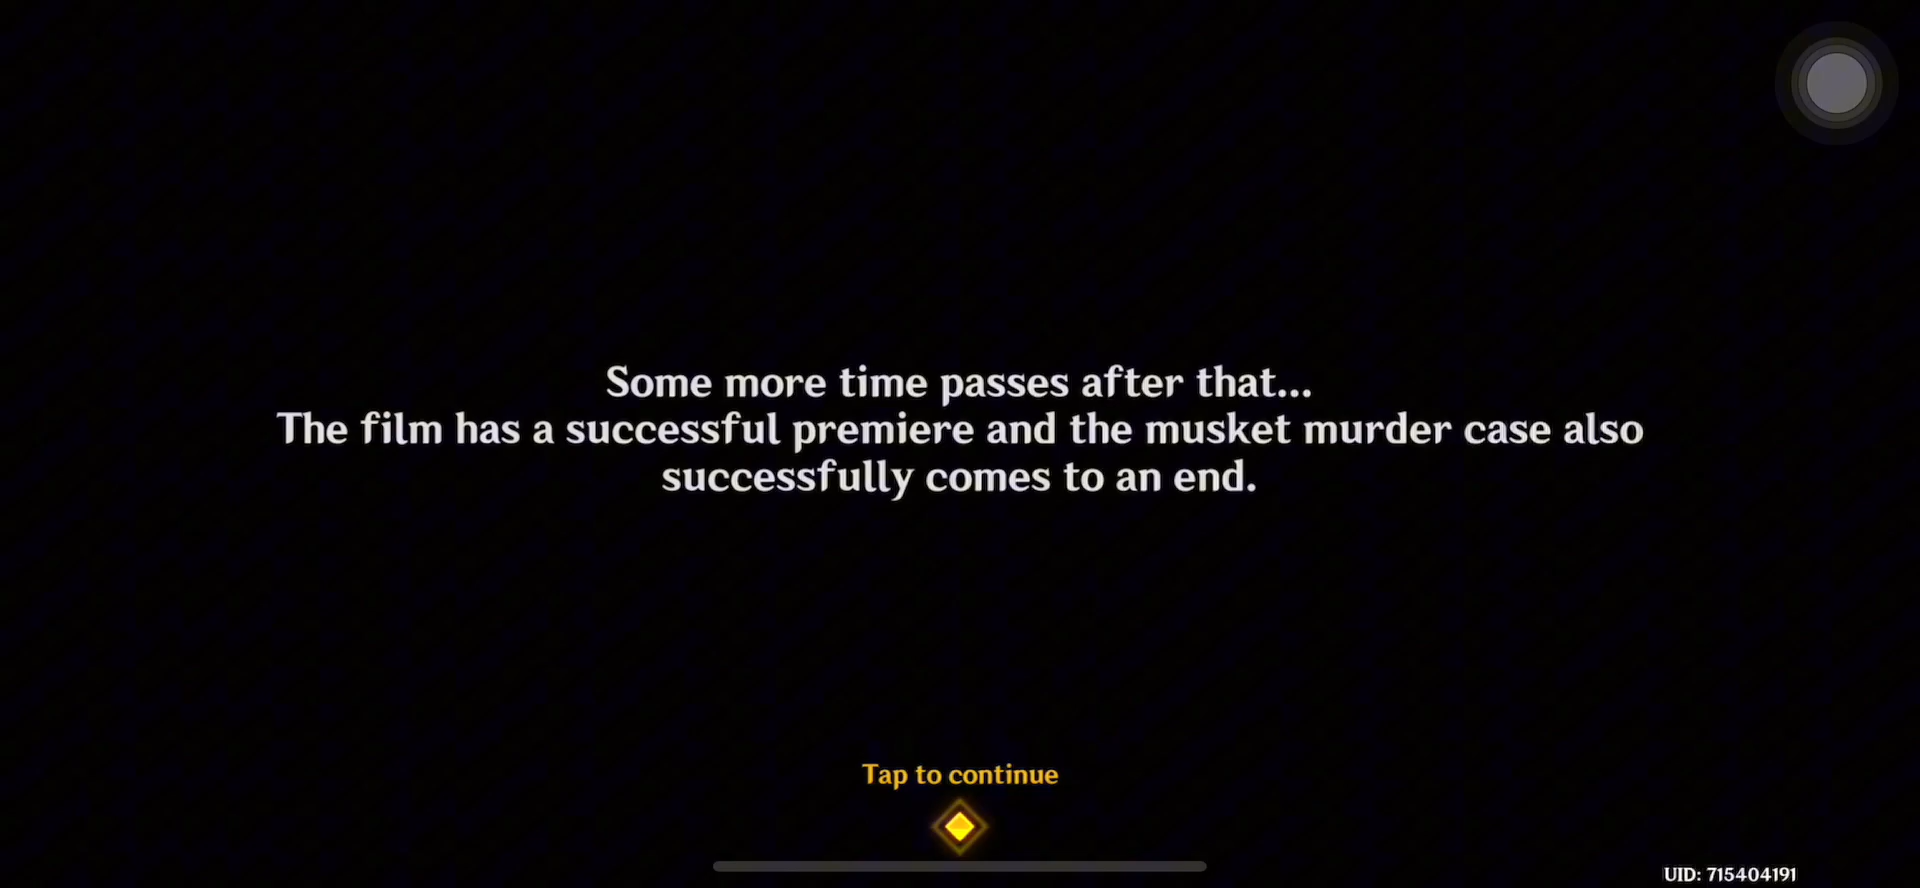 Some more time passes after that...
The film has a successful premiere and the musket murder case also
successfully comes to an end.
Tap to continue
UID: 715404191